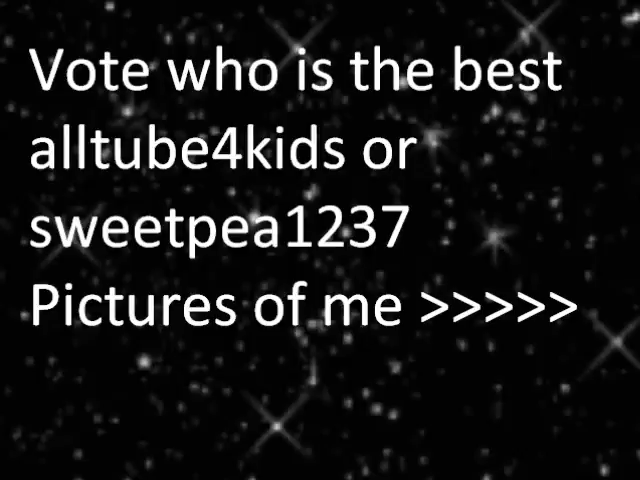 Vote who is the best
alltube4kids or
sweetpea1237
Pictures of me >>>>>